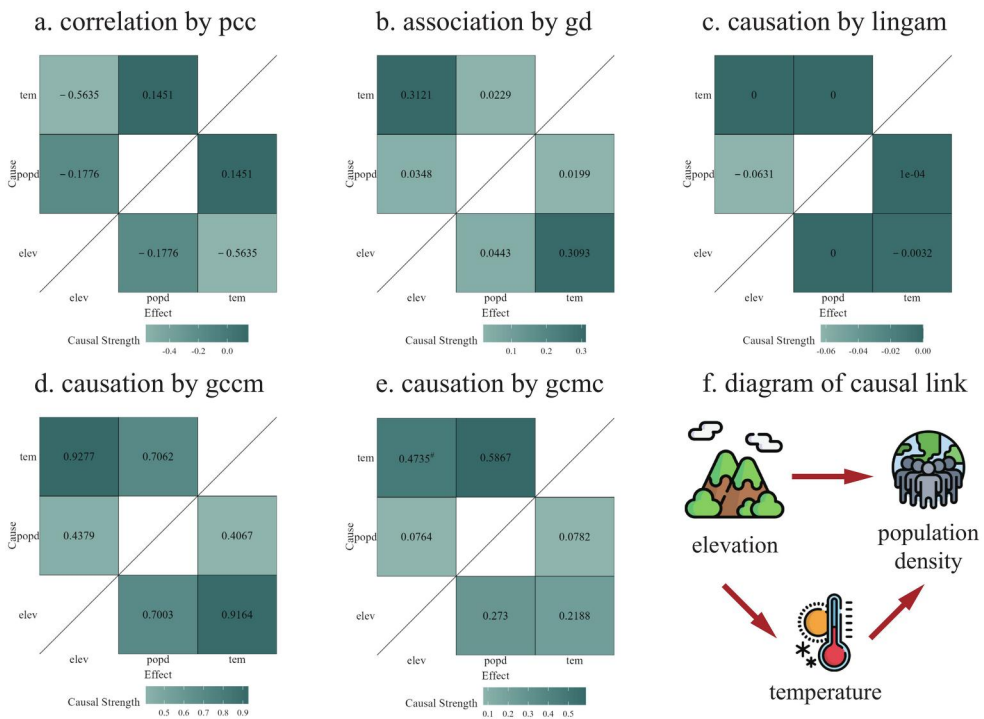 a. correlation by pcc
tem
− 0.5635
0.1451
Cause
popd
− 0.1776
0.1451
elev
− 0.1776
− 0.5635
elev
popd
tem
Effect
Causal Strength
-0.4
-0.2
0.0
b. association by gd
tem
0.3121
0.0229
Cause
popd
0.0348
0.0199
elev
0.0443
0.3093
elev
popd
tem
Effect
Causal Strength
0.1
0.2
0.3
c. causation by lingam
tem
0
0
Cause
popd
− 0.0631
1e-04
elev
0
-0.0032
elev
popd
tem
Effect
Causal Strength
-0.06
-0.04
-0.02
0.00
d. causation by gccm
tem
0.9277
0.7062
Cause
popd
0.4379
0.4067
elev
0.7003
0.9164
elev
popd
tem
Effect
Causal Strength
0.5
0.6
0.7
0.8
0.9
e. causation by gcmc
tem
0.4735#
0.5867
Cause
popd
0.0764
0.0782
elev
0.273
0.2188
elev
popd
tem
Effect
Causal Strength
0.1
0.2
0.3
0.4
0.5
f. diagram of causal link
elevation
population
density
temperature